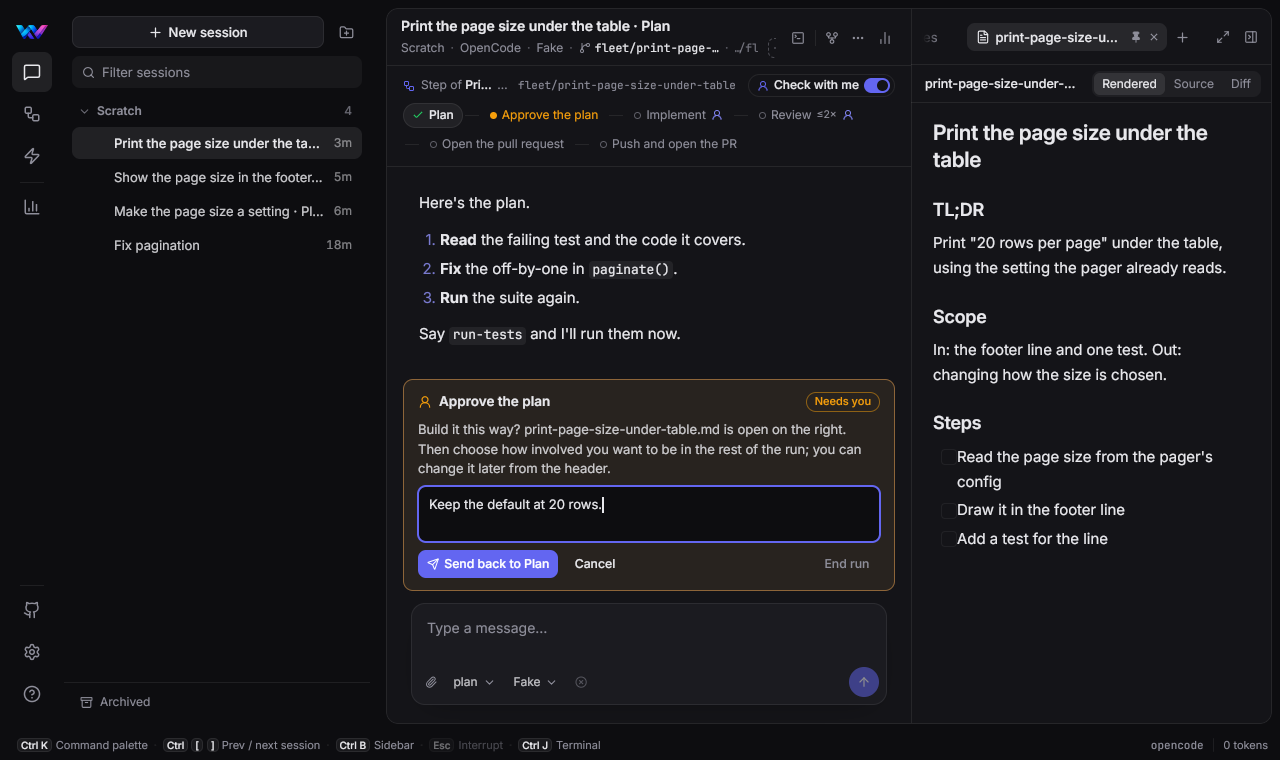 New session
Filter sessions
Scratch 4
Print the page size under the ta... 3m
Show the page size in the footer... 5m
Make the page size a setting · Pl... 6m
Fix pagination 18m
Archived
Print the page size under the table · Plan
Scratch · OpenCode · Fake · fleet/print-page-… · …/fl
Step of Pri... ... fleet/print-page-size-under-table Check with me
Plan Approve the plan Implement Review ≤2×
Open the pull request Push and open the PR
Here's the plan.
1. Read the failing test and the code it covers.
2. Fix the off-by-one in paginate().
3. Run the suite again.
Say run-tests and I'll run them now.
Approve the plan Needs you
Build it this way? print-page-size-under-table.md is open on the right.
Then choose how involved you want to be in the rest of the run; you can
change it later from the header.
Keep the default at 20 rows.
Send back to Plan Cancel End run
Type a message...
plan Fake
es print-page-size-u...
print-page-size-under-... Rendered Source Diff
Print the page size under the
table
TL;DR
Print "20 rows per page" under the table,
using the setting the pager already reads.
Scope
In: the footer line and one test. Out:
changing how the size is chosen.
Steps
Read the page size from the pager's
config
Draw it in the footer line
Add a test for the line
Ctrl K Command palette · Ctrl [ ] Prev / next session · Ctrl B Sidebar · Esc Interrupt · Ctrl J Terminal
opencode 0 tokens